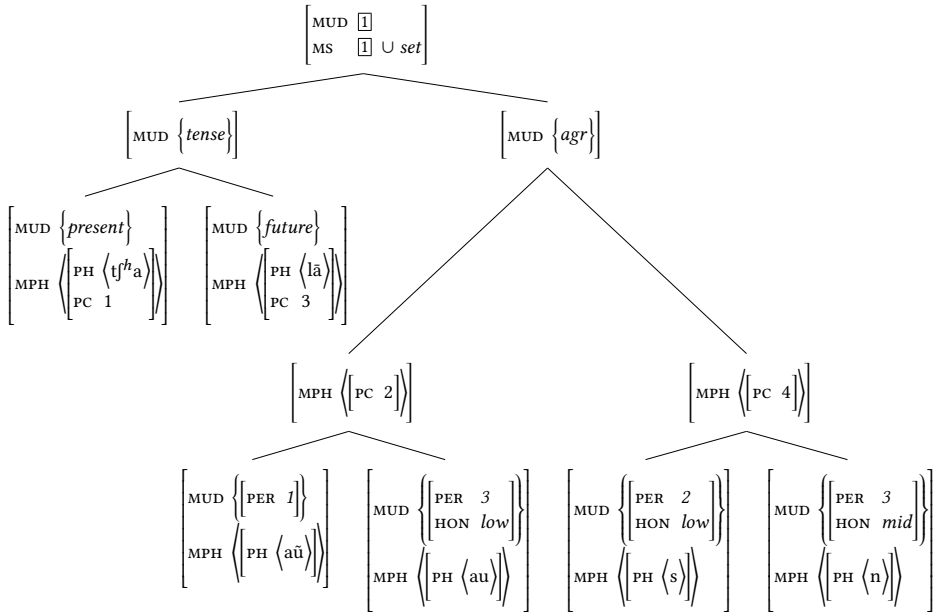 MUD 1
MS 1 ∪ set
MUD {tense}
MUD {agr}
MUD {present}
MPH ⟨[PH ⟨tʃʰa⟩
PC 1]⟩
MUD {future}
MPH ⟨[PH ⟨lā⟩
PC 3]⟩
MPH ⟨[PC 2]⟩
MPH ⟨[PC 4]⟩
MUD {[PER 1]}
MPH ⟨[PH ⟨aũ⟩]⟩
MUD {[PER 3
HON low]}
MPH ⟨[PH ⟨au⟩]⟩
MUD {[PER 2
HON low]}
MPH ⟨[PH ⟨s⟩]⟩
MUD {[PER 3
HON mid]}
MPH ⟨[PH ⟨n⟩]⟩